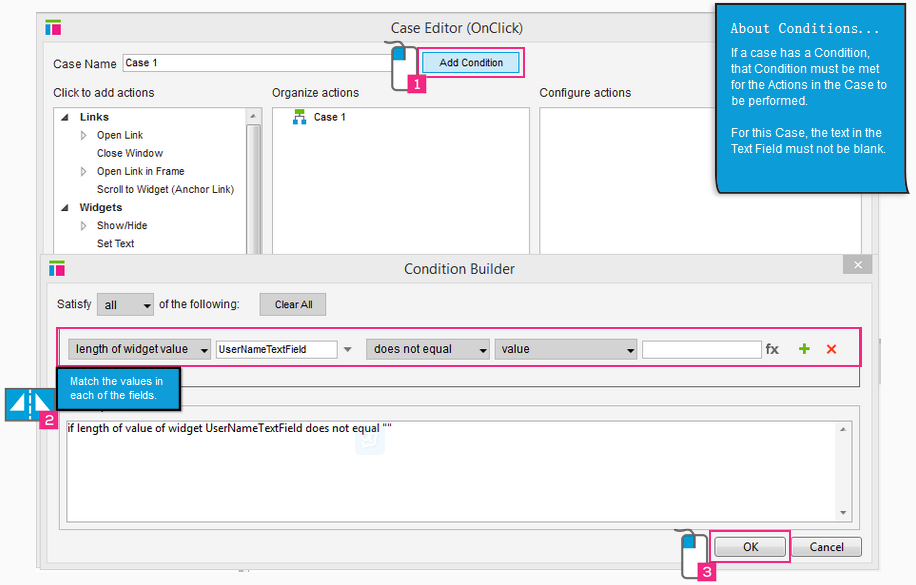 Case Editor (OnClick)
Case Name
Case 1
Add Condition
1
Click to add actions
Organize actions
Configure actions
Links
Open Link
Close Window
Open Link in Frame
Scroll to Widget (Anchor Link)
Widgets
Show/Hide
Set Text
Case 1
About Conditions...
If a case has a Condition,
that Condition must be met
for the Actions in the Case to
be performed.
For this Case, the text in the
Text Field must not be blank.
Condition Builder
Satisfy all of the following: Clear All
length of widget value UserNameTextField does not equal value fx
Match the values in
each of the fields.
2
if length of value of widget UserNameTextField does not equal ""
OK
Cancel
3